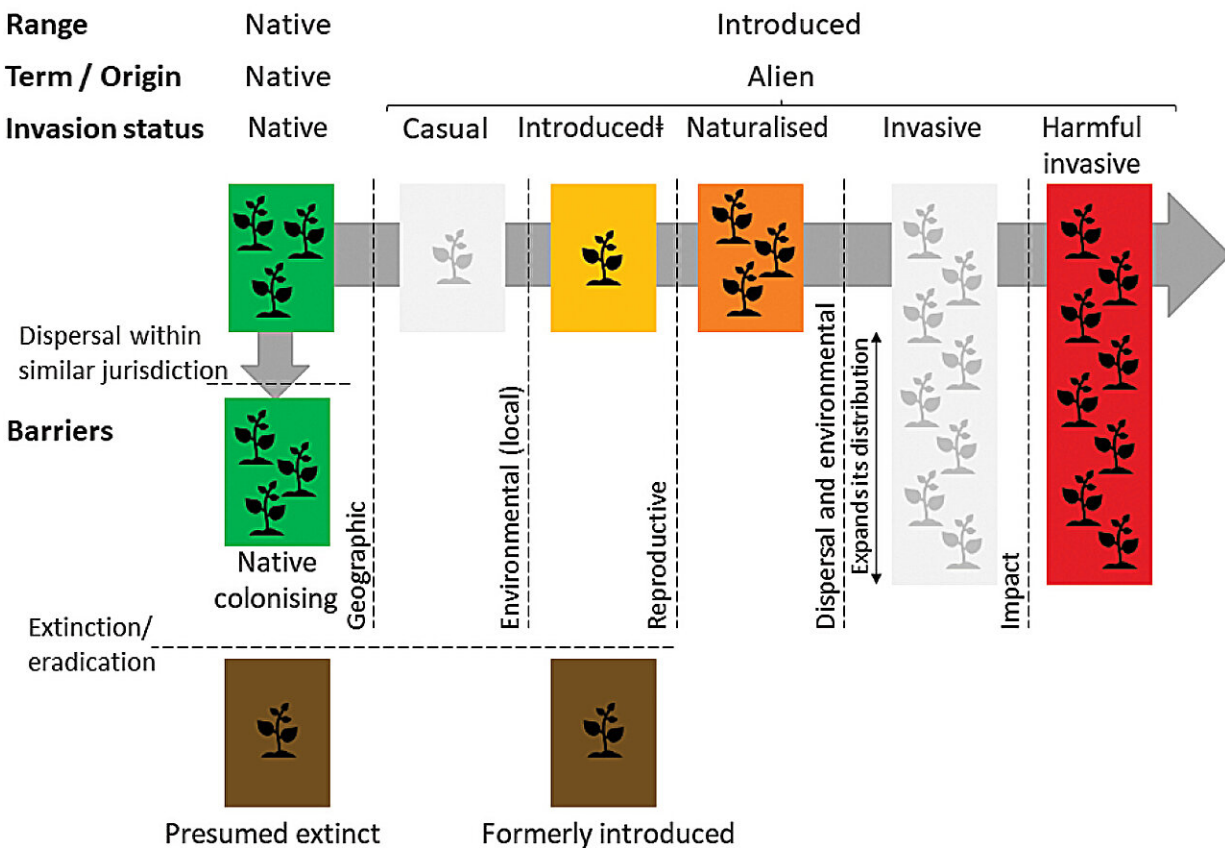 Range Native Introduced
Term / Origin Native Alien
Invasion status Native Casual Introducedǂ Naturalised Invasive Harmful
invasive
Dispersal within
similar jurisdiction
Barriers
Native
colonising
Geographic
Environmental (local)
Reproductive
Dispersal and environmental
Expands its distribution
Impact
Extinction/
eradication
Presumed extinct Formerly introduced